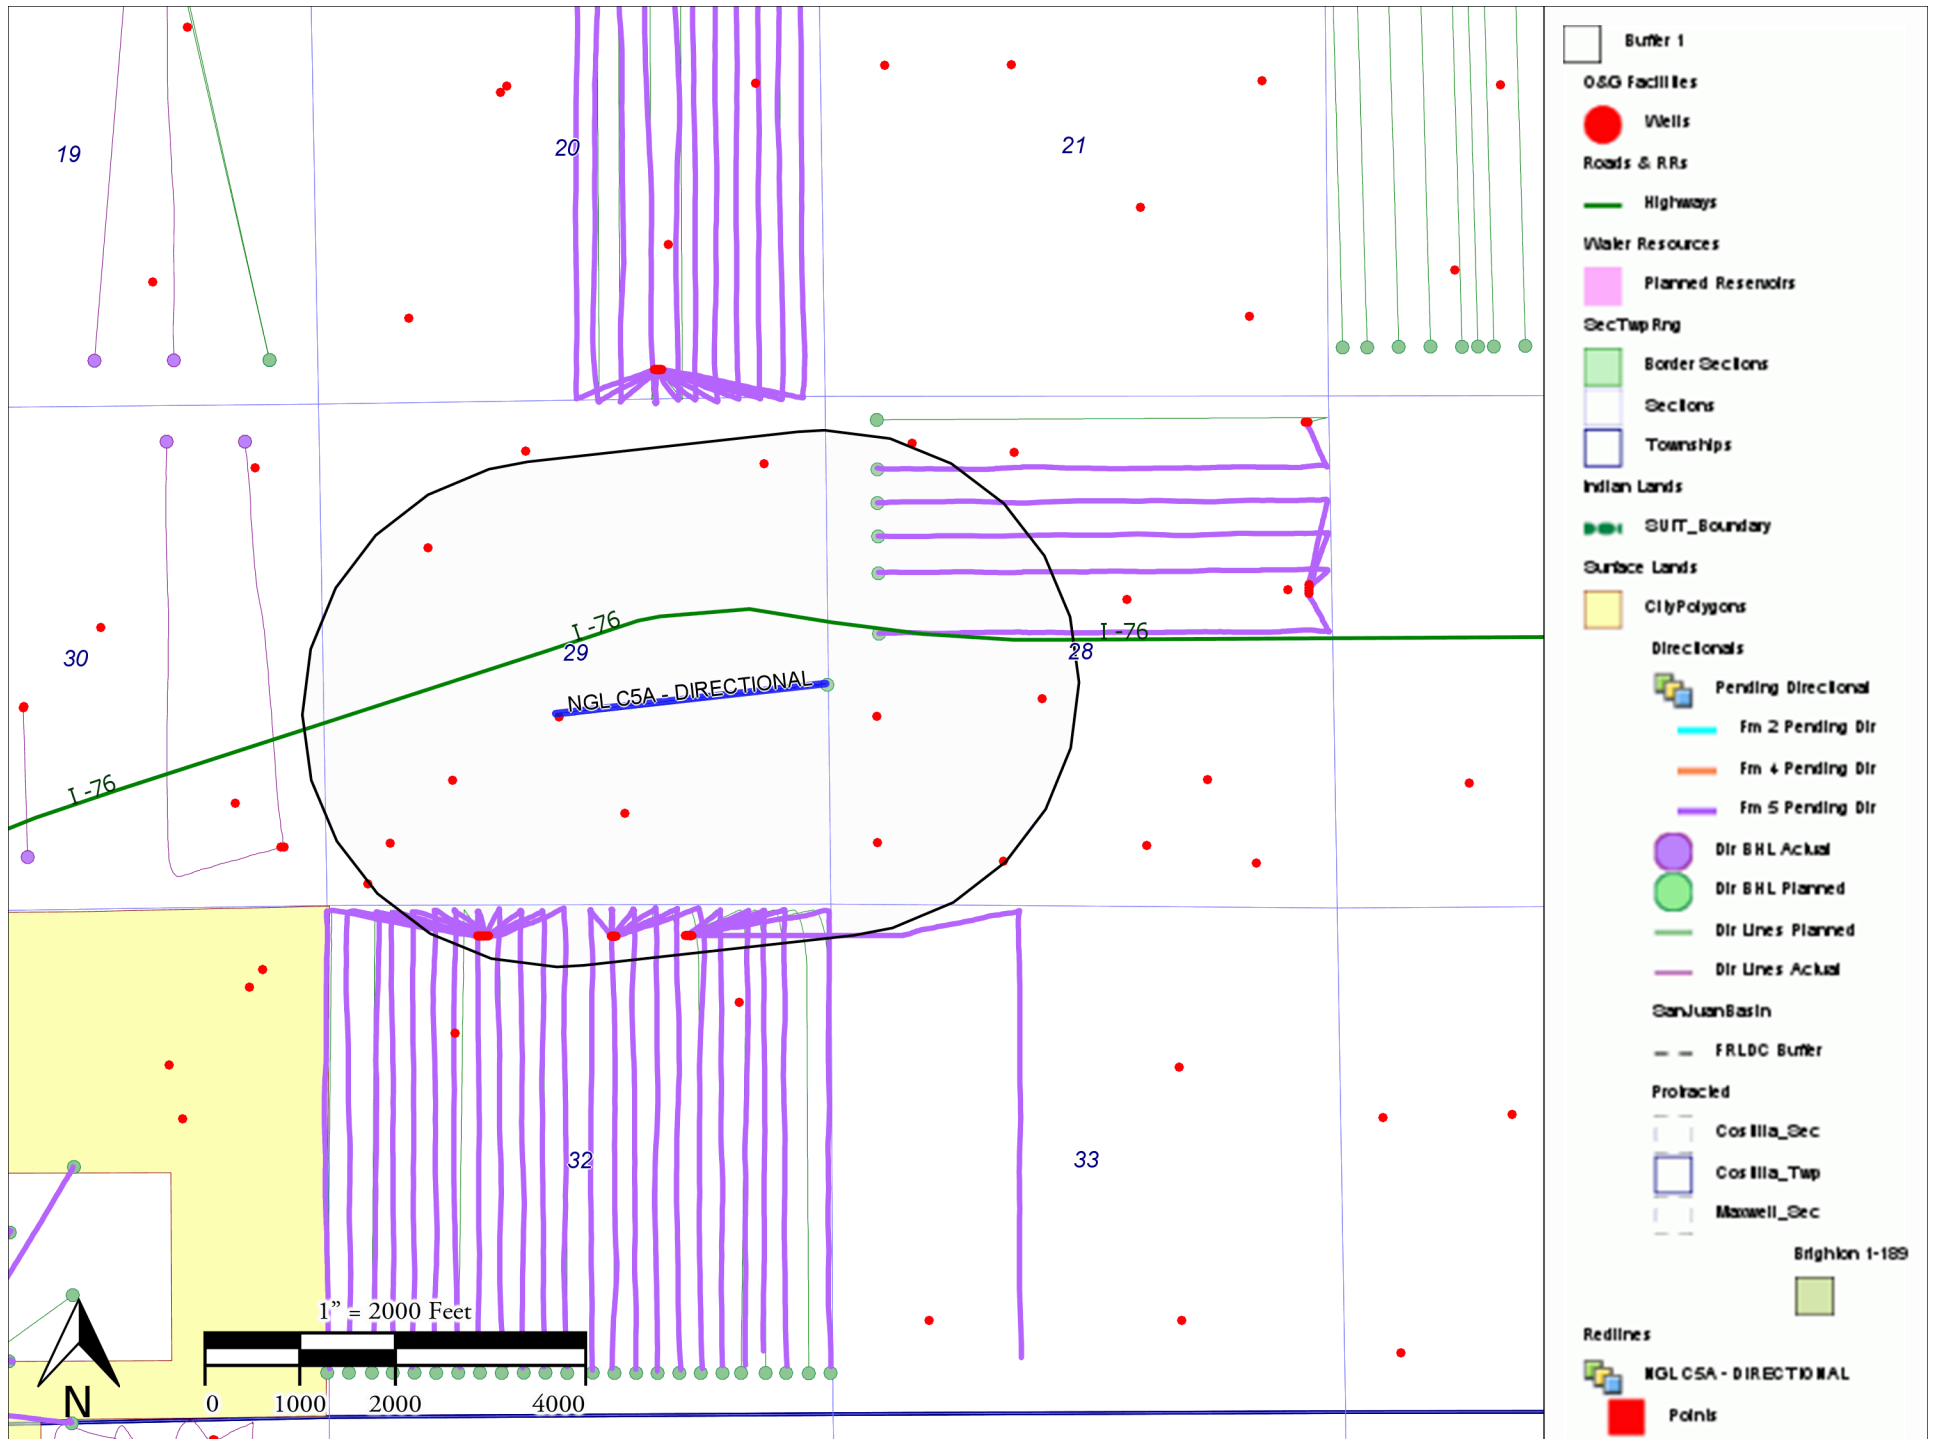 19
20
21
I-76
29
30
I-76
28
NGL C5A - DIRECTIONAL
I-76
32
33
1” = 2000 Feet
0 1000 2000 4000
N
Buffer 1
O&G Facilities
Wells
Roads & RRs
Highways
Water Resources
Planned Reservoirs
SecTwpRng
Border Sections
Sections
Townships
Indian Lands
SUIT_Boundary
Surface Lands
CityPolygons
Directionals
Pending Directional
Frm 2 Pending Dir
Frm 4 Pending Dir
Frm 5 Pending Dir
Dir BHL Actual
Dir BHL Planned
Dir Lines Planned
Dir Lines Actual
SanJuanBasin
FRLDC Buffer
Protracted
Costilla_Sec
Costilla_Twp
Maxwell_Sec
Brighton 1-189
Redlines
NGL C5A - DIRECTIONAL
Points